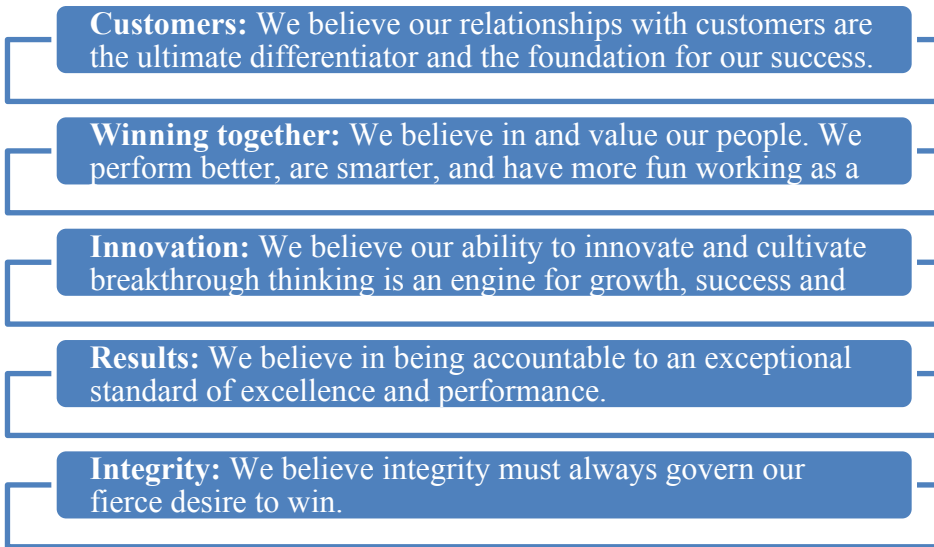 Customers: We believe our relationships with customers are
the ultimate differentiator and the foundation for our success.
Winning together: We believe in and value our people. We
perform better, are smarter, and have more fun working as a
Innovation: We believe our ability to innovate and cultivate
breakthrough thinking is an engine for growth, success and
Results: We believe in being accountable to an exceptional
standard of excellence and performance.
Integrity: We believe integrity must always govern our
fierce desire to win.